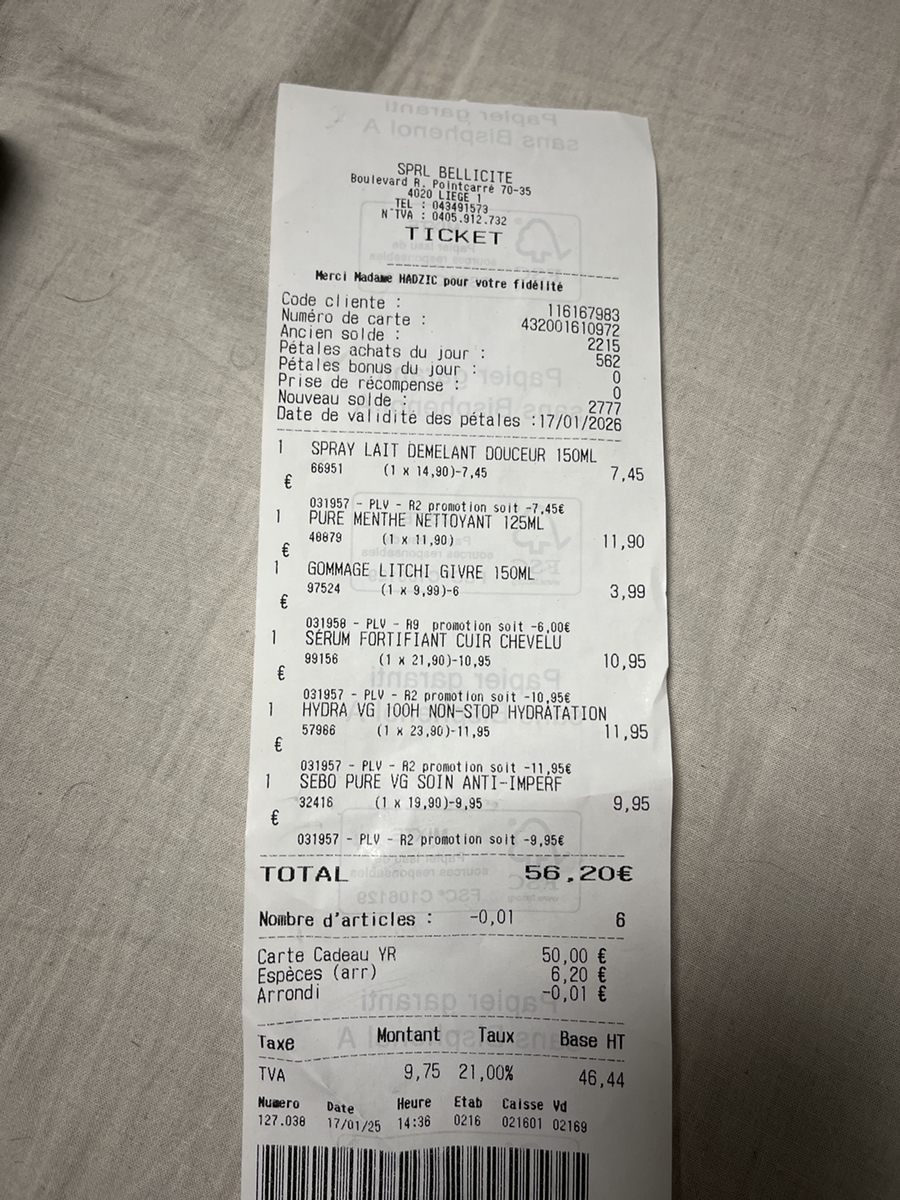 Papier garanti
sans Bisphenol A
SPRL BELLICITE
Boulevard R. Pointcarré 70-35
4020 LIEGE 1
TEL : 043491573
N°TVA : 0405.912.732
TICKET
Merci Madame HADZIC pour votre fidélité
Code cliente : 116167983
Numéro de carte : 432001610972
Ancien solde : 2215
Pétales achats du jour : 562
Pétales bonus du jour : 0
Prise de récompense : 0
Nouveau solde : 2777
Date de validité des pétales :17/01/2026
1 SPRAY LAIT DEMELANT DOUCEUR 150ML
66951 (1 x 14,90)-7,45 7,45
€
031957 - PLV - R2 promotion soit -7,45€
1 PURE MENTHE NETTOYANT 125ML
48879 (1 x 11,90) 11,90
€
1 GOMMAGE LITCHI GIVRE 150ML
97524 (1 x 9,99)-6 3,99
€
031958 - PLV - R9 promotion soit -6,00€
1 SÉRUM FORTIFIANT CUIR CHEVELU
99156 (1 x 21,90)-10,95 10,95
€
031957 - PLV - R2 promotion soit -10,95€
1 HYDRA VG 100H NON-STOP HYDRATATION
57986 (1 x 23,90)-11,95 11,95
€
031957 - PLV - R2 promotion soit -11,95€
1 SEBO PURE VG SOIN ANTI-IMPERF
32416 (1 x 19,90)-9,95 9,95
€
031957 - PLV - R2 promotion soit -9,95€
TOTAL 56,20€
Nombre d'articles : -0,01 6
Carte Cadeau YR 50,00 €
Espèces (arr) 6,20 €
Arrondi -0,01 €
Taxe Montant Taux Base HT
TVA 9,75 21,00% 46,44
Numero Date Heure Etab Caisse Vd
127.038 17/01/25 14:36 0216 021601 02169